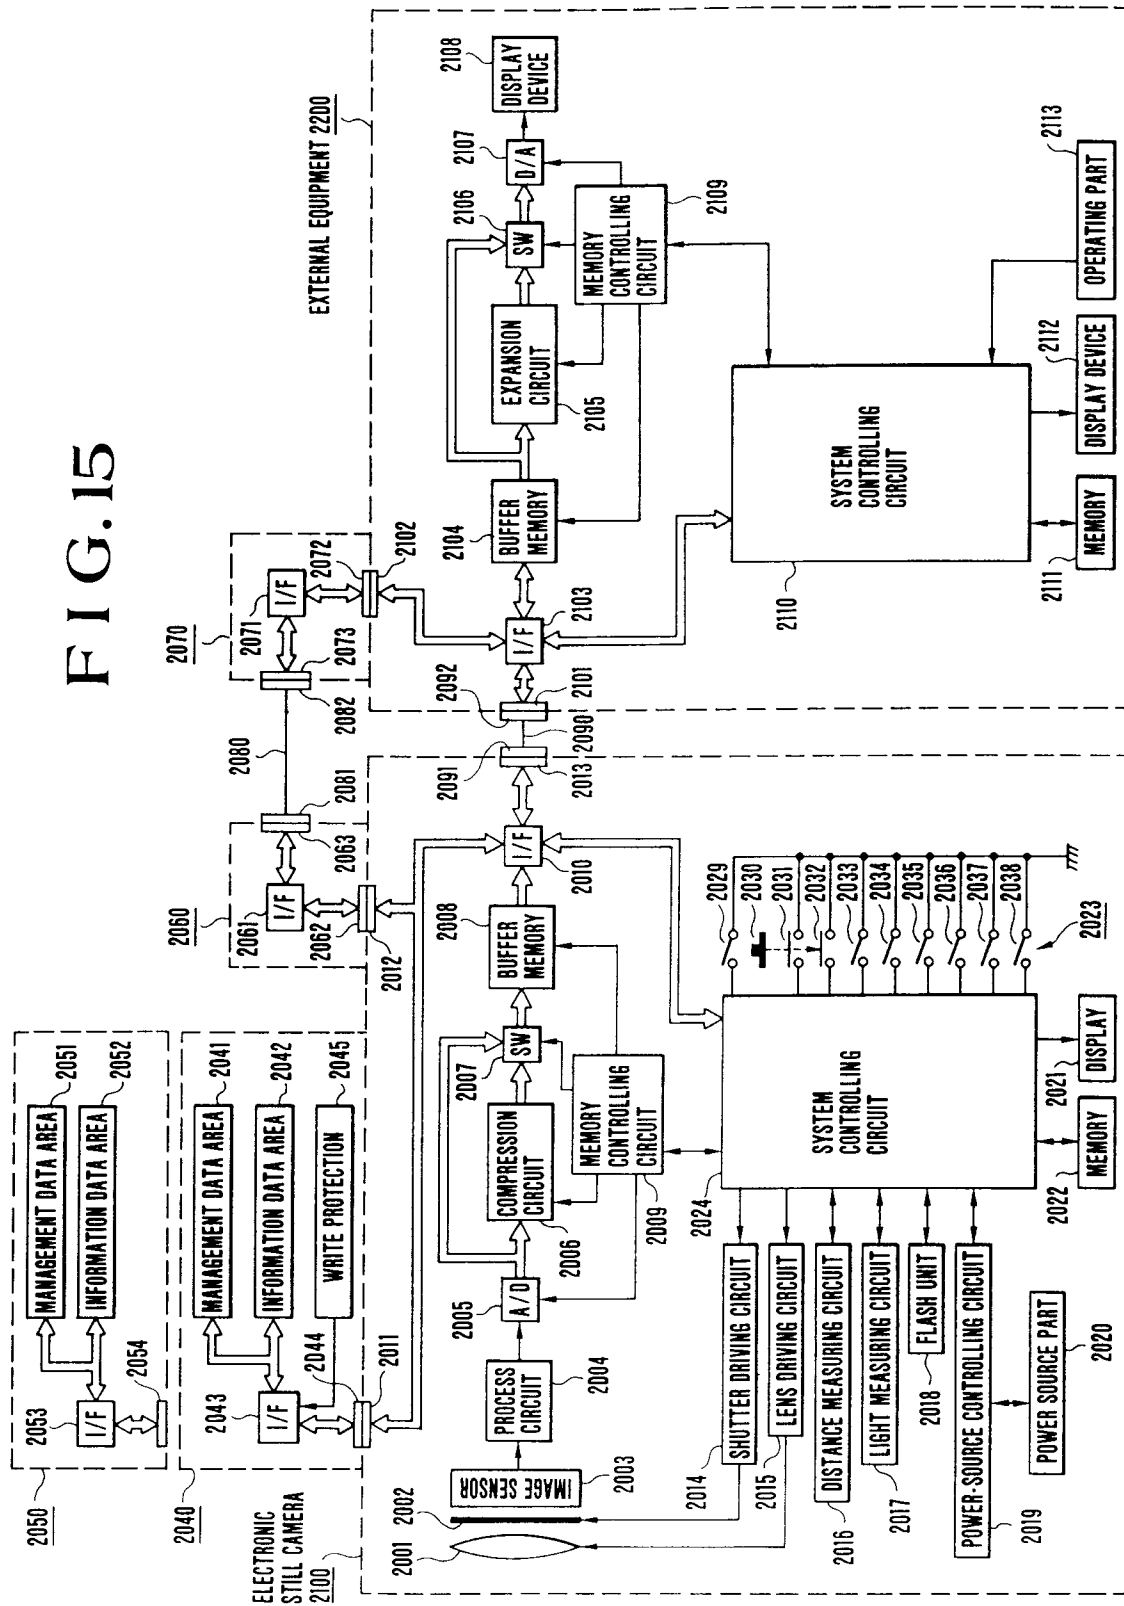 FIG.15
2050
2053
I/F
2054
MANAGEMENT DATA AREA
2051
INFORMATION DATA AREA
2052
2040
2043
I/F
2044
2011
MANAGEMENT DATA AREA
2041
INFORMATION DATA AREA
2042
WRITE PROTECTION
2045
2060
2061
I/F
2062
2012
2063
2081
2080
2082
2073
2070
2071
I/F
2072
2102
ELECTRONIC
STILL CAMERA
2100
EXTERNAL EQUIPMENT 2200
2001
2002
IMAGE SENSOR
2003
PROCESS
CIRCUIT
2004
A/D
2005
COMPRESSION
CIRCUIT
2006
SW
2007
BUFFER
MEMORY
2008
MEMORY
CONTROLLING
CIRCUIT
2009
I/F
2010
2091
2013
2090
2092
2101
I/F
2103
BUFFER
MEMORY
2104
EXPANSION
CIRCUIT
2105
SW
2106
D/A
2107
DISPLAY
DEVICE
2108
MEMORY
CONTROLLING
CIRCUIT
2109
2014
SHUTTER DRIVING CIRCUIT
2015
LENS DRIVING CIRCUIT
2016
DISTANCE MEASURING CIRCUIT
2017
LIGHT MEASURING CIRCUIT
2018
FLASH UNIT
2019
POWER-SOURCE CONTROLLING CIRCUIT
POWER SOURCE PART
2020
2024
SYSTEM
CONTROLLING
CIRCUIT
2022
MEMORY
2021
DISPLAY
2023
2029
2030
2031
2032
2033
2034
2035
2036
2037
2038
2110
SYSTEM
CONTROLLING
CIRCUIT
2111
MEMORY
2112
DISPLAY DEVICE
2113
OPERATING PART